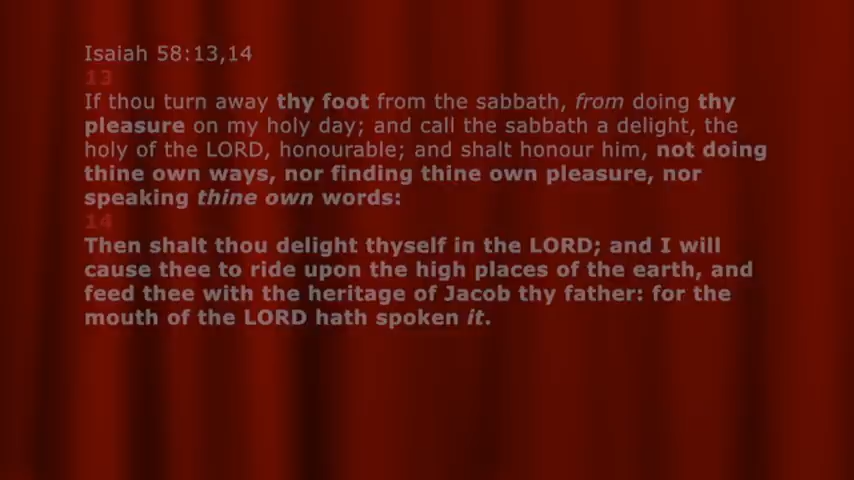 Isaiah 58:13,14
13
If thou turn away thy foot from the sabbath, from doing thy
pleasure on my holy day; and call the sabbath a delight, the
holy of the LORD, honourable; and shalt honour him, not doing
thine own ways, nor finding thine own pleasure, nor
speaking thine own words:
14
Then shalt thou delight thyself in the LORD; and I will
cause thee to ride upon the high places of the earth, and
feed thee with the heritage of Jacob thy father: for the
mouth of the LORD hath spoken it.